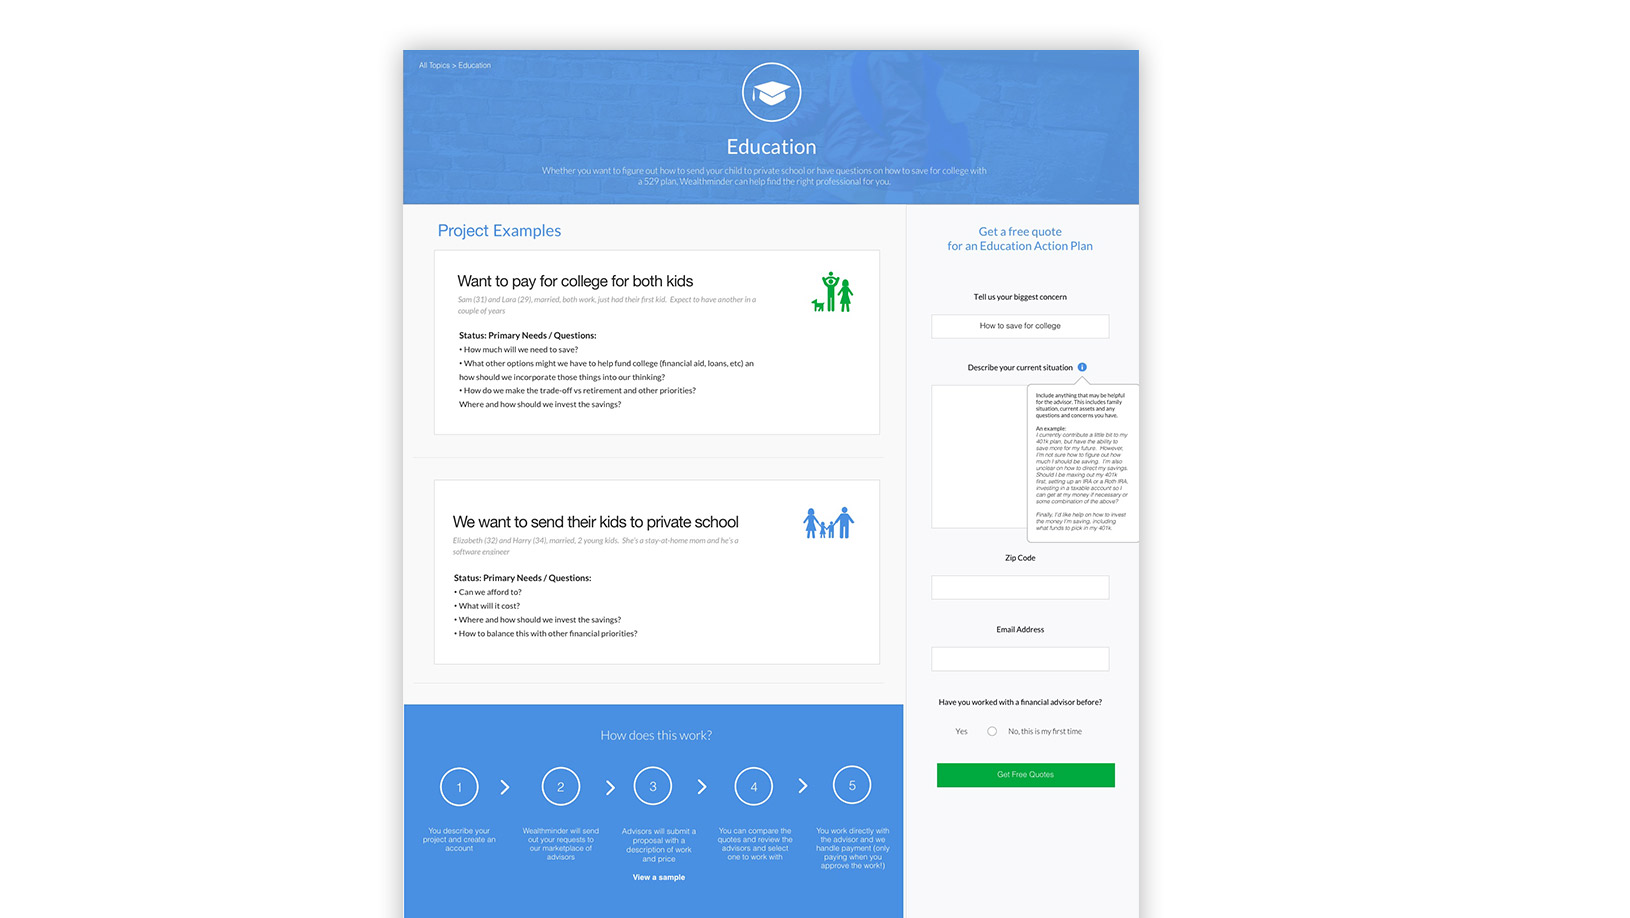 All Topics > Education
Education
Whether you want to figure out how to send your child to private school or have questions on how to save for college with
a 529 plan, Wealthminder can help find the right professional for you.
Project Examples
Want to pay for college for both kids
Sam (31) and Lara (29), married, both work, just had their first kid. Expect to have another in a
couple of years
Status: Primary Needs / Questions:
• How much will we need to save?
• What other options might we have to help fund college (financial aid, loans, etc) an
how should we incorporate those things into our thinking?
• How do we make the trade-off vs retirement and other priorities?
Where and how should we invest the savings?
We want to send their kids to private school
Elizabeth (32) and Harry (34), married, 2 young kids. She's a stay-at-home mom and he's a
software engineer
Status: Primary Needs / Questions:
• Can we afford to?
• What will it cost?
• Where and how should we invest the savings?
• How to balance this with other financial priorities?
How does this work?
1
2
3
4
5
You describe your
project and create an
account
Wealthminder will send
out your requests to
our marketplace of
advisors
Advisors will submit a
proposal with a
description of work
and price
View a sample
You can compare the
quotes and review the
advisors and select
one to work with
You work directly with
the advisor and we
handle payment (only
paying when you
approve the work!)
Get a free quote
for an Education Action Plan
Tell us your biggest concern
How to save for college
Describe your current situation
i
Include anything that may be helpful
for the advisor. This includes family
situation, current assets and any
questions and concerns you have.
An example:
I currently contribute a little bit to my
401k plan, but have the ability to
save more for my future. However,
I'm not sure how to figure out how
much I should be saving. I'm also
unclear on how to direct my savings.
Should I be maxing out my 401k
first, setting up an IRA or a Roth IRA,
investing in a taxable account so I
can get at my money if necessary or
some combination of the above?
Finally, I'd like help on how to invest
the money I'm saving, including
what funds to pick in my 401k.
Zip Code
Email Address
Have you worked with a financial advisor before?
Yes
No, this is my first time
Get Free Quotes